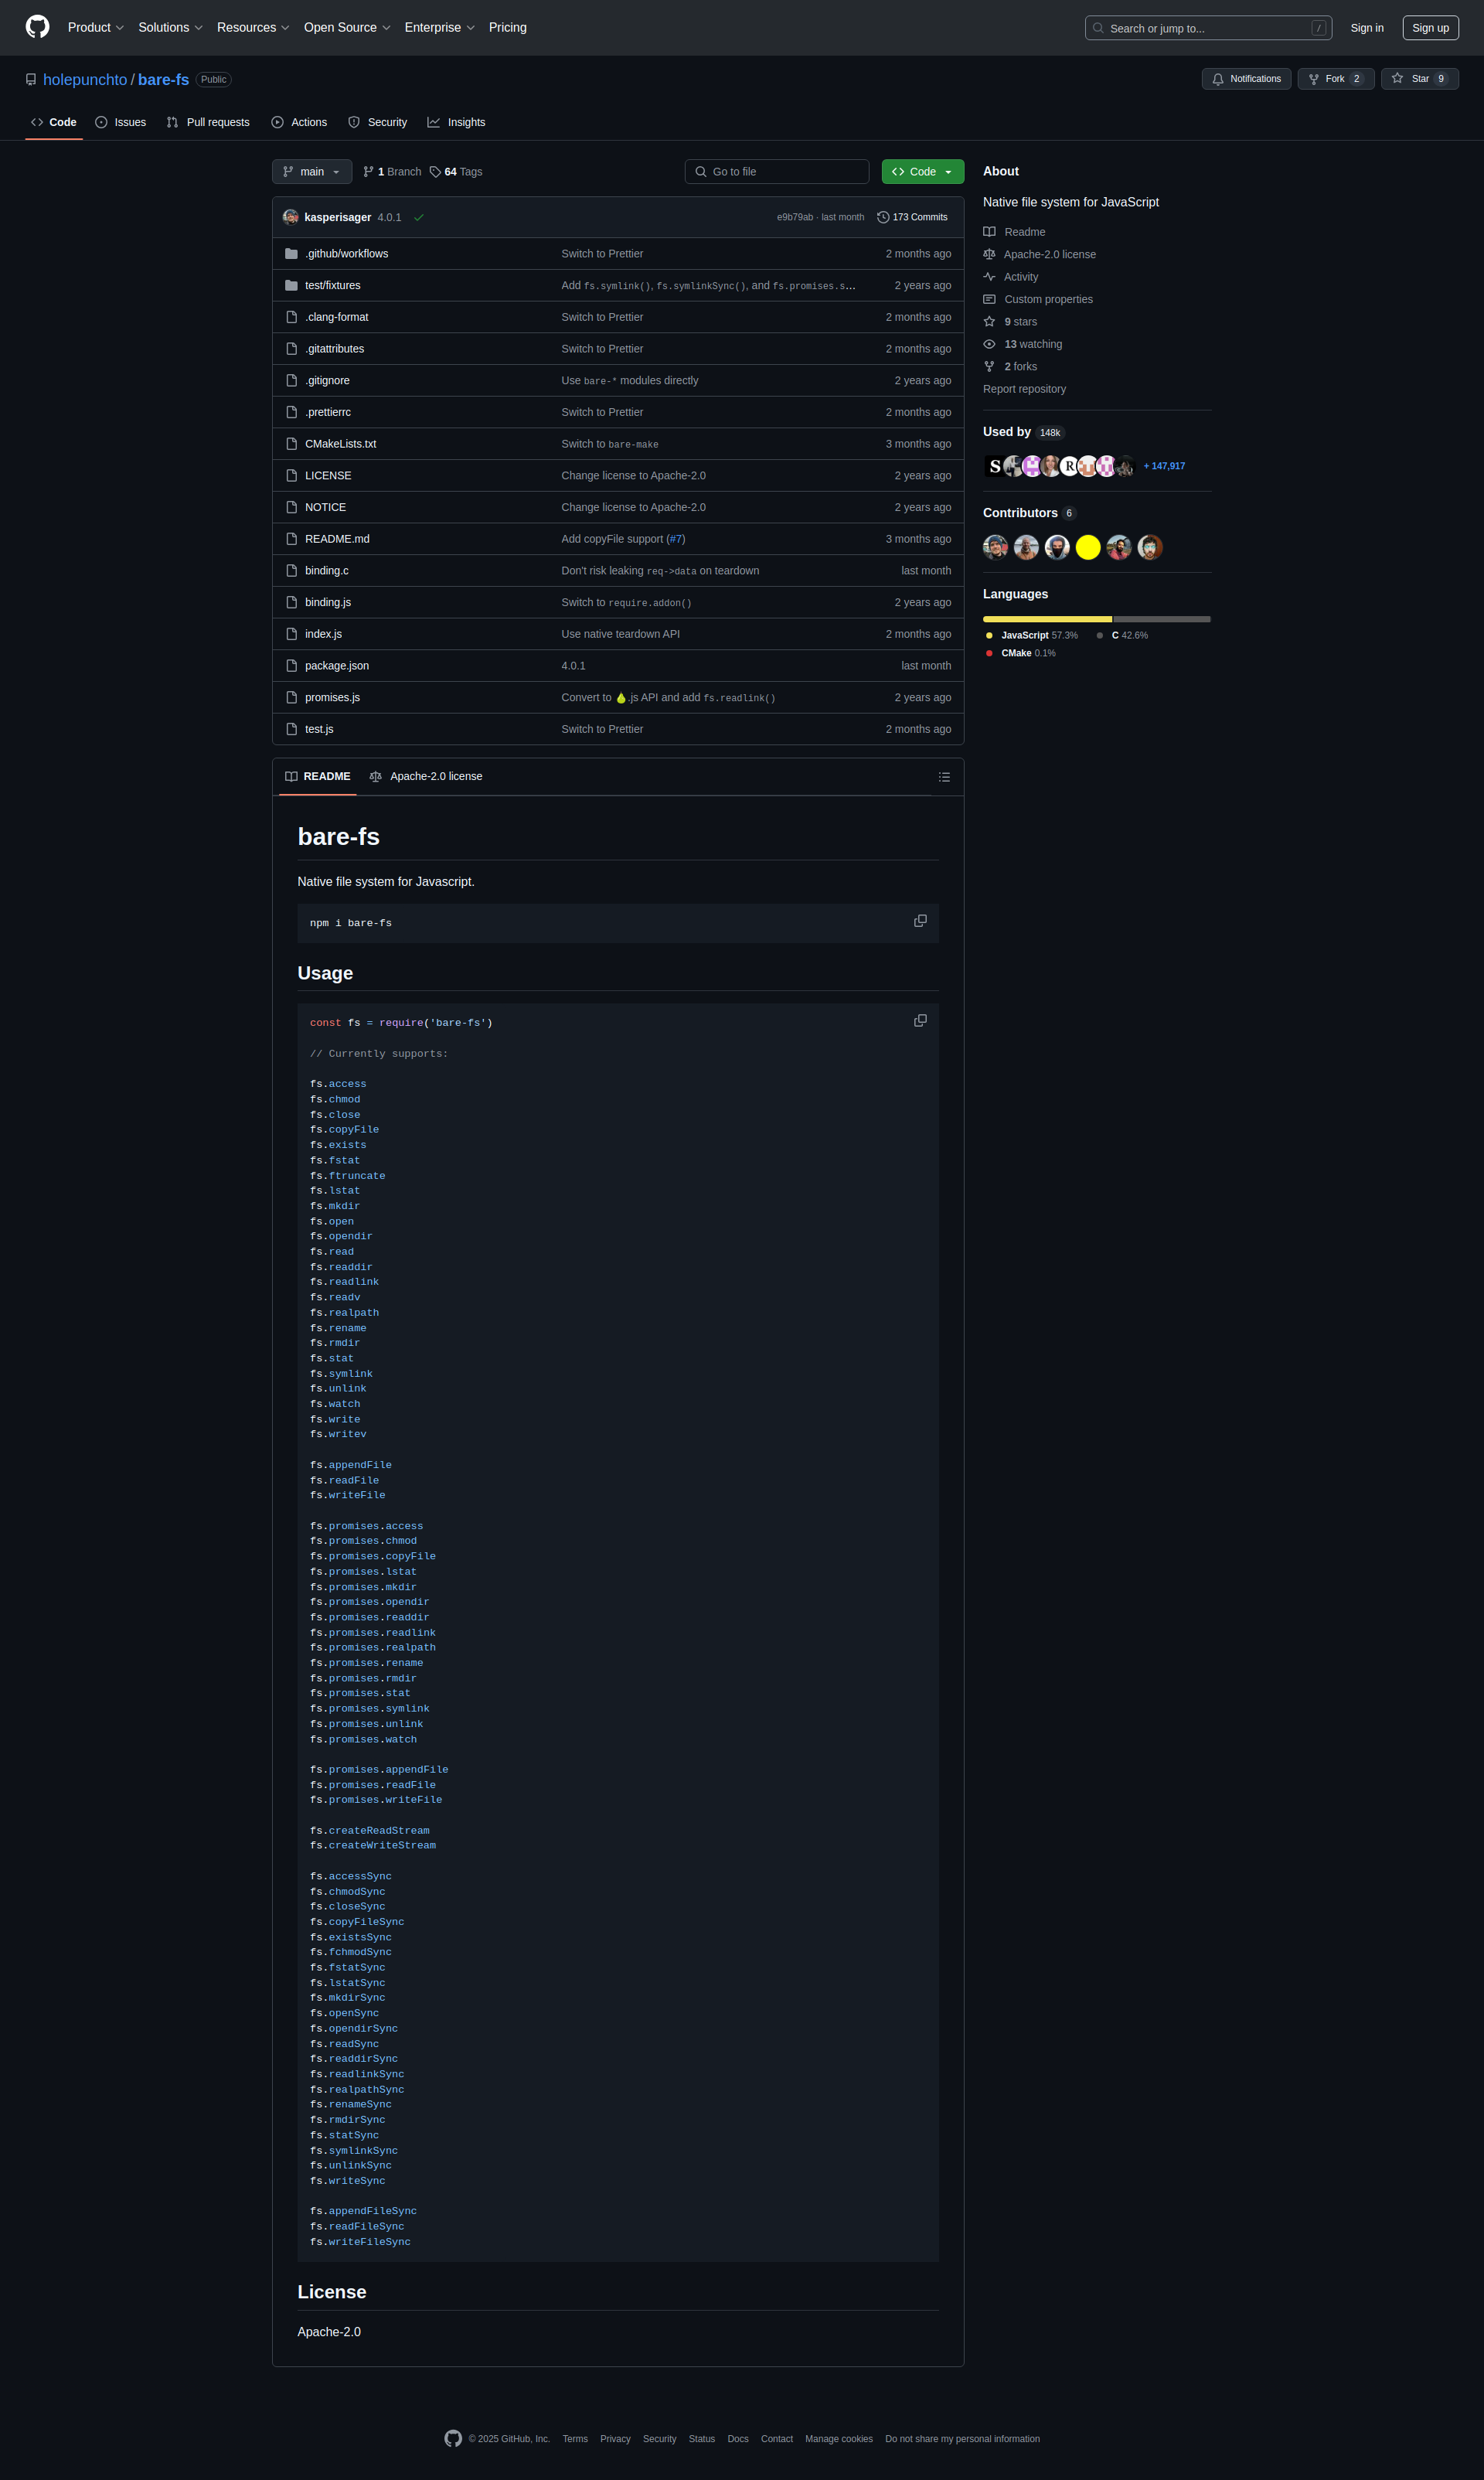 Product Solutions Resources Open Source Enterprise Pricing Search or jump to... / Sign in Sign up
holepunchto / bare-fs Public Notifications Fork 2 Star 9
Code Issues Pull requests Actions Security Insights
main 1 Branch 64 Tags Go to file Code
kasperisager 4.0.1 e9b79ab · last month 173 Commits
.github/workflows Switch to Prettier 2 months ago
test/fixtures Add fs.symlink(), fs.symlinkSync(), and fs.promises.s... 2 years ago
.clang-format Switch to Prettier 2 months ago
.gitattributes Switch to Prettier 2 months ago
.gitignore Use bare-* modules directly 2 years ago
.prettierrc Switch to Prettier 2 months ago
CMakeLists.txt Switch to bare-make 3 months ago
LICENSE Change license to Apache-2.0 2 years ago
NOTICE Change license to Apache-2.0 2 years ago
README.md Add copyFile support (#7) 3 months ago
binding.c Don't risk leaking req->data on teardown last month
binding.js Switch to require.addon() 2 years ago
index.js Use native teardown API 2 months ago
package.json 4.0.1 last month
promises.js Convert to 🍐.js API and add fs.readlink() 2 years ago
test.js Switch to Prettier 2 months ago
README Apache-2.0 license
bare-fs
Native file system for Javascript.
npm i bare-fs
Usage
const fs = require('bare-fs')
// Currently supports:
fs.access
fs.chmod
fs.close
fs.copyFile
fs.exists
fs.fstat
fs.ftruncate
fs.lstat
fs.mkdir
fs.open
fs.opendir
fs.read
fs.readdir
fs.readlink
fs.readv
fs.realpath
fs.rename
fs.rmdir
fs.stat
fs.symlink
fs.unlink
fs.watch
fs.write
fs.writev
fs.appendFile
fs.readFile
fs.writeFile
fs.promises.access
fs.promises.chmod
fs.promises.copyFile
fs.promises.lstat
fs.promises.mkdir
fs.promises.opendir
fs.promises.readdir
fs.promises.readlink
fs.promises.realpath
fs.promises.rename
fs.promises.rmdir
fs.promises.stat
fs.promises.symlink
fs.promises.unlink
fs.promises.watch
fs.promises.appendFile
fs.promises.readFile
fs.promises.writeFile
fs.createReadStream
fs.createWriteStream
fs.accessSync
fs.chmodSync
fs.closeSync
fs.copyFileSync
fs.existsSync
fs.fchmodSync
fs.fstatSync
fs.lstatSync
fs.mkdirSync
fs.openSync
fs.opendirSync
fs.readSync
fs.readdirSync
fs.readlinkSync
fs.realpathSync
fs.renameSync
fs.rmdirSync
fs.statSync
fs.symlinkSync
fs.unlinkSync
fs.writeSync
fs.appendFileSync
fs.readFileSync
fs.writeFileSync
License
Apache-2.0
About
Native file system for JavaScript
Readme
Apache-2.0 license
Activity
Custom properties
9 stars
13 watching
2 forks
Report repository
Used by 148k
S R + 147,917
Contributors 6
Languages
JavaScript 57.3% C 42.6%
CMake 0.1%
© 2025 GitHub, Inc. Terms Privacy Security Status Docs Contact Manage cookies Do not share my personal information